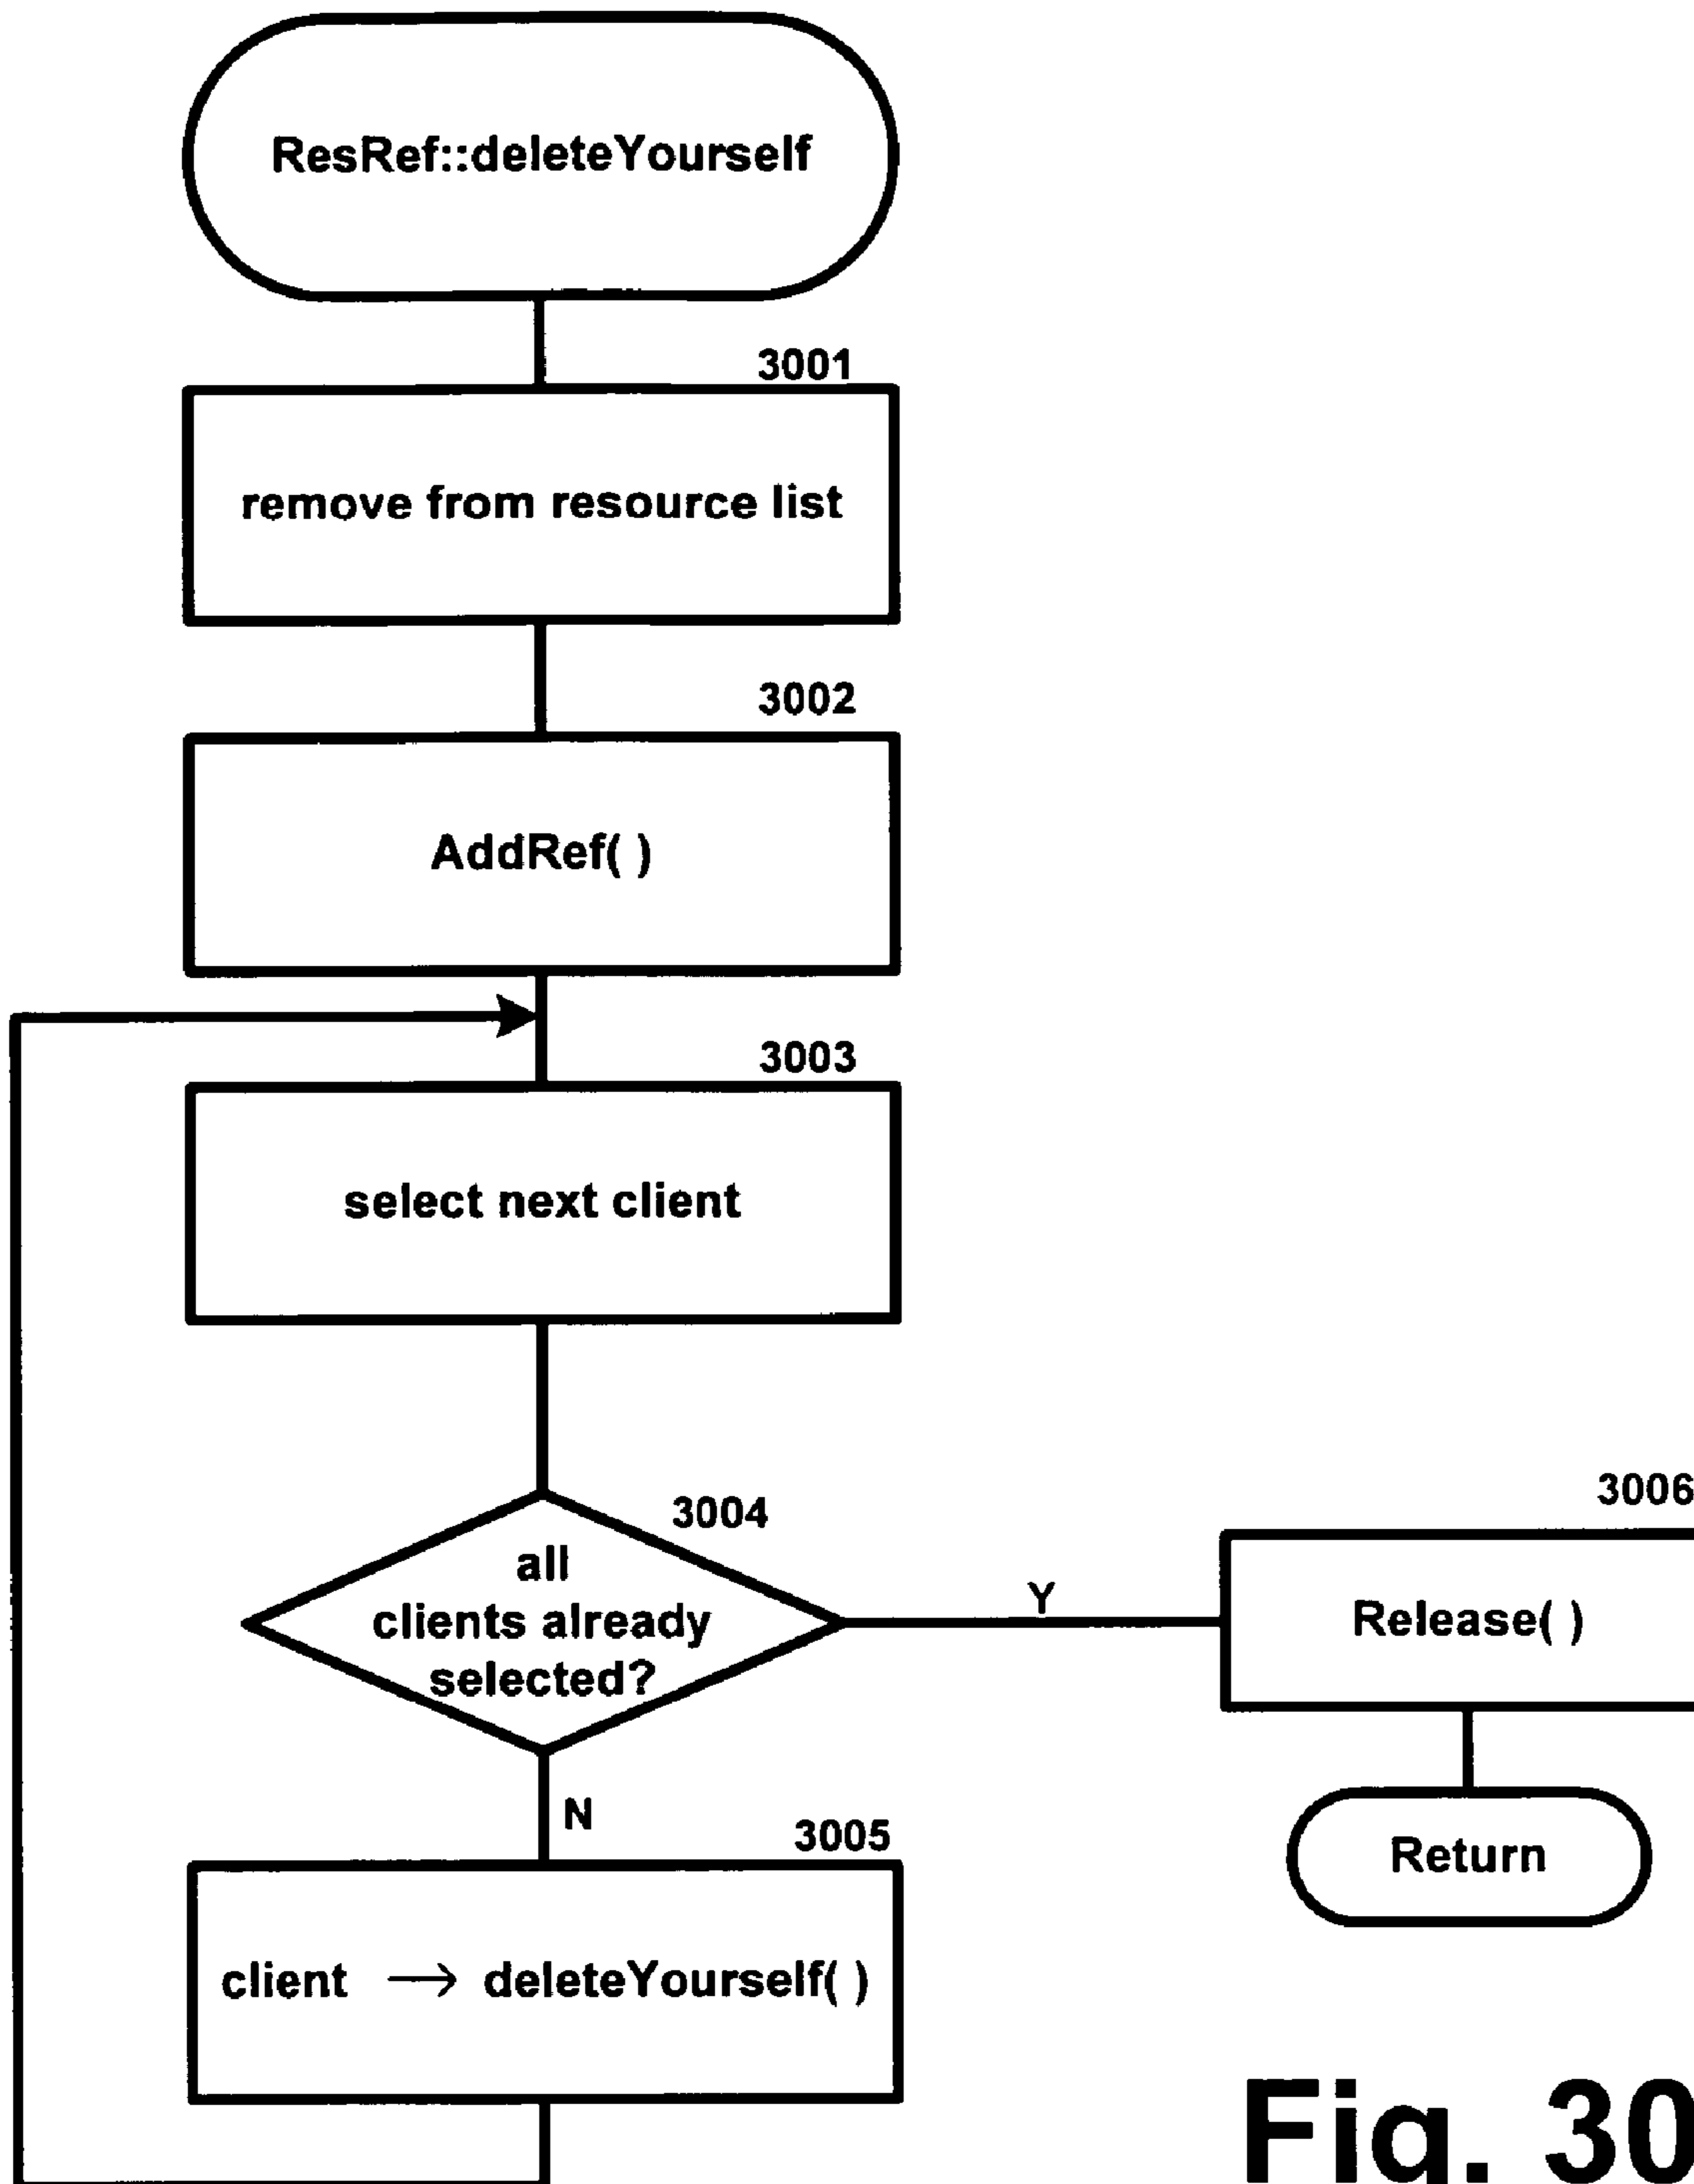 ResRef::deleteYourself
3001
remove from resource list
3002
AddRef( )
3003
select next client
3004
all
clients already
selected?
Y
3006
Release( )
Return
N
3005
client → deleteYourself( )
Fig. 30